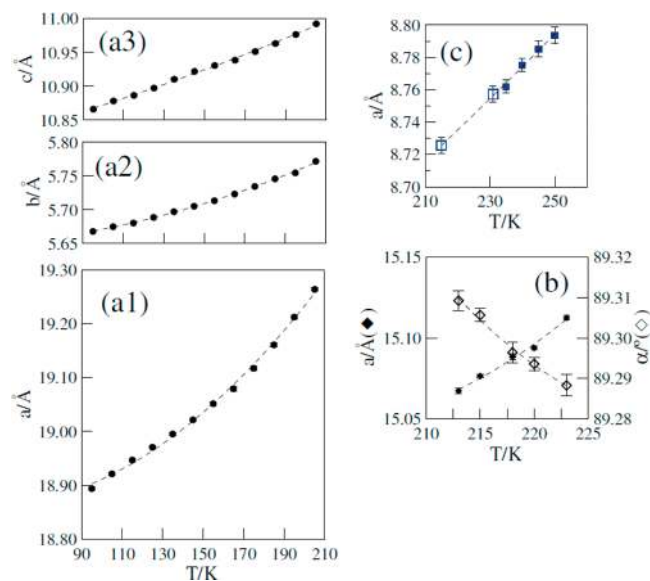 11.00
(a3)
10.95
c/Å
10.90
10.85
5.80
(a2)
5.75
b/Å
5.70
5.65
19.30
(a1)
19.20
19.10
a/Å
19.00
18.90
18.80
90 110 130 150 170 190 210
T/K
8.80
(c)
8.78
8.76
a/Å
8.74
8.72
8.70
210 230 250
T/K
15.15 89.32
(b)
89.31
15.10 89.30
a/Å(◆)
α/º(◇)
89.29
15.05 89.28
210 215 220 225
T/K